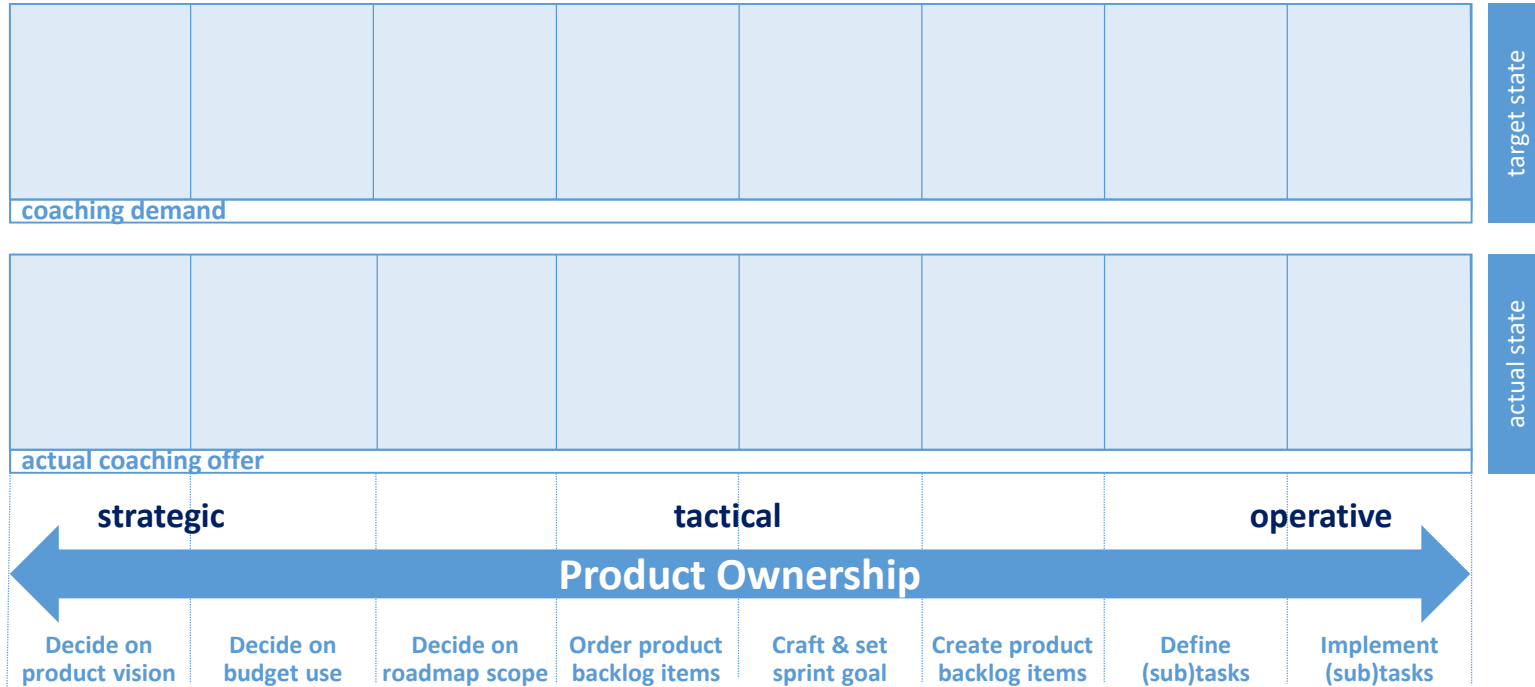 target state
coaching demand
actual state
actual coaching offer
strategic
tactical
operative
Product Ownership
Decide on
product vision
Decide on
budget use
Decide on
roadmap scope
Order product
backlog items
Craft & set
sprint goal
Create product
backlog items
Define
(sub)tasks
Implement
(sub)tasks